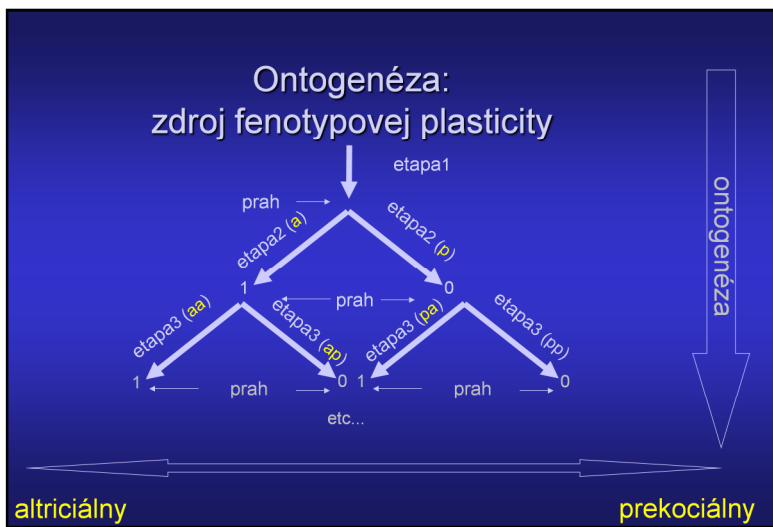 Ontogenéza:
zdroj fenotypovej plasticity
etapa1
prah
etapa2 (a)
etapa2 (p)
1
0
prah
etapa3 (aa)
etapa3 (ap)
etapa3 (pa)
etapa3 (pp)
1
0
1
0
prah
prah
etc...
ontogenéza
altriciálny
prekociálny